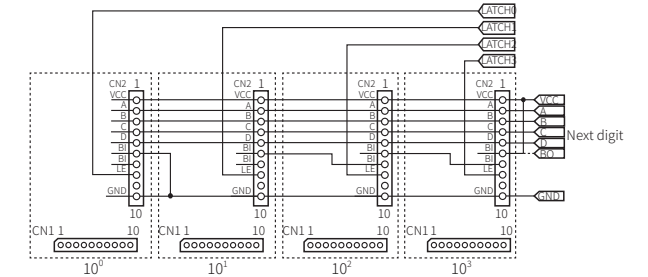 LATCH0
LATCH1
LATCH2
LATCH3
CN2 1 CN2 1 CN2 1 CN2 1
VCC VCC VCC VCC VCC
A A A A A
B B B B B
C C C C C
D D D D D Next digit
BI BI BI BI BO
BI BI BI BI
LE LE LE LE
GND GND GND GND GND
10 10 10 10
CN1 1 10 CN1 1 10 CN1 1 10 CN1 1 10
10⁰ 10¹ 10² 10³